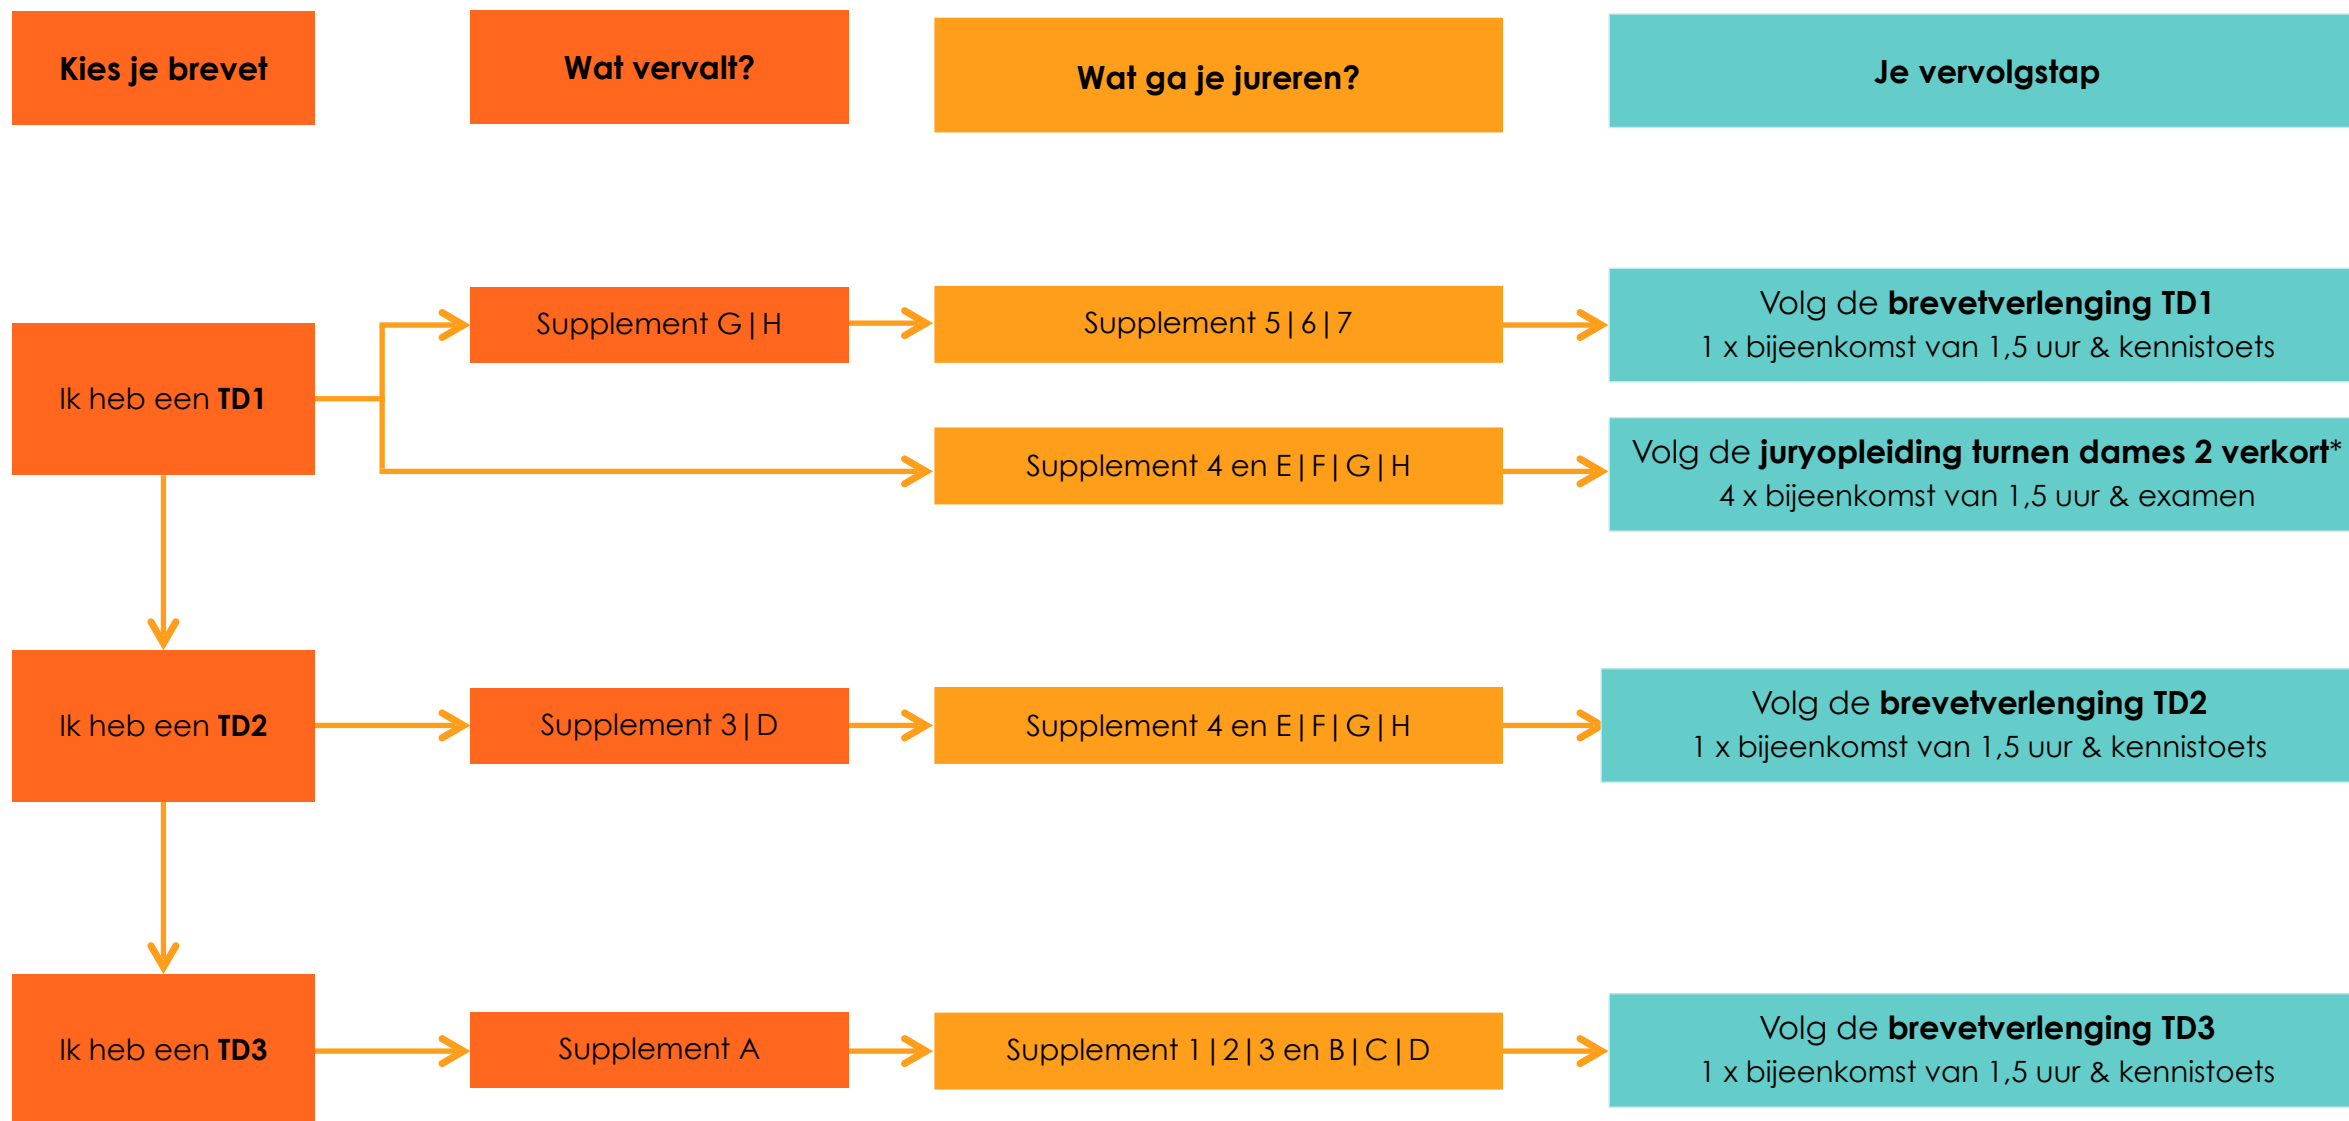 Kies je brevet
Wat vervalt?
Wat ga je jureren?
Je vervolgstap
Ik heb een TD1
Supplement G|H
Supplement 5|6|7
Volg de brevetverlenging TD1
1 x bijeenkomst van 1,5 uur & kennistoets
Supplement 4 en E|F|G|H
Volg de juryopleiding turnen dames 2 verkort*
4 x bijeenkomst van 1,5 uur & examen
Ik heb een TD2
Supplement 3|D
Supplement 4 en E|F|G|H
Volg de brevetverlenging TD2
1 x bijeenkomst van 1,5 uur & kennistoets
Ik heb een TD3
Supplement A
Supplement 1|2|3 en B|C|D
Volg de brevetverlenging TD3
1 x bijeenkomst van 1,5 uur & kennistoets